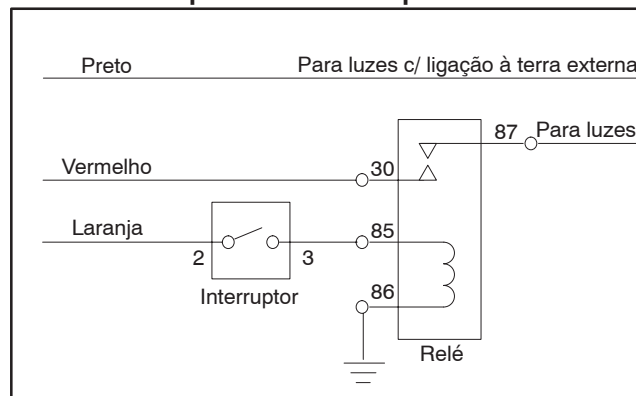 Preto
Para luzes c/ ligação à terra externa
87
Para luzes
Vermelho
30
Laranja
85
2
3
Interruptor
86
Relé